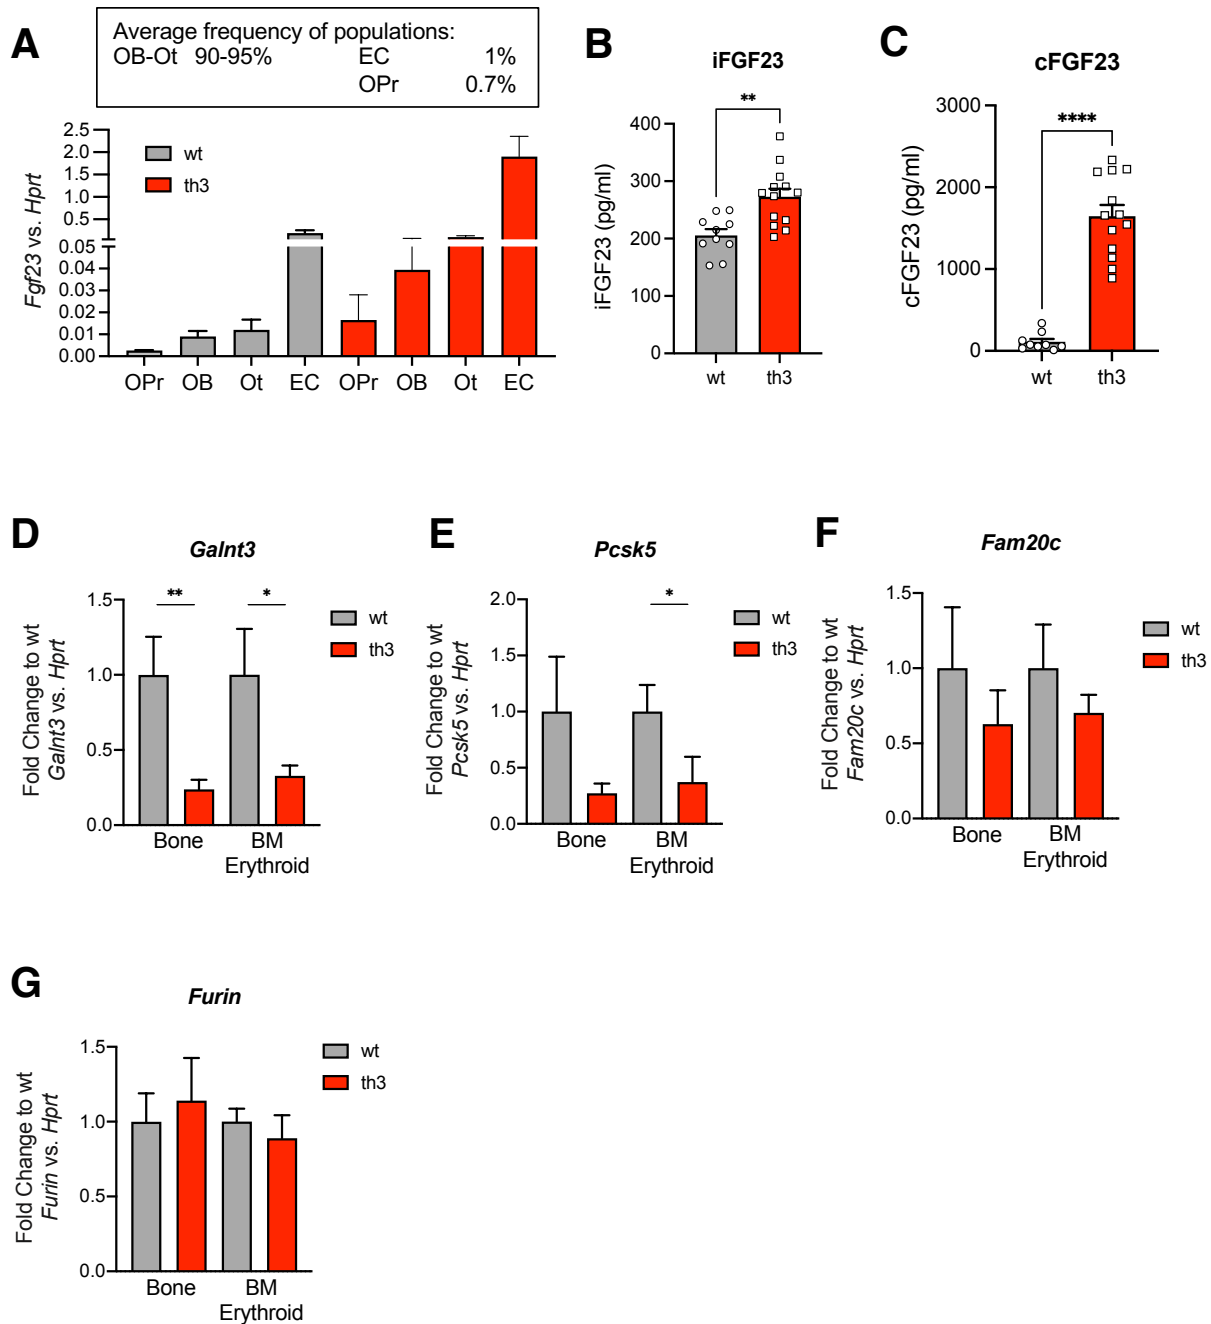 A
Average frequency of populations:
OB-Ot 90-95% EC 1%
OPr 0.7%
Fgf23 vs. Hprt
2.5
2.0
1.5
1.0
0.5
0.05
0.04
0.03
0.02
0.01
0.00
wt
th3
OPr OB Ot EC OPr OB Ot EC
B
iFGF23
**
iFGF23 (pg/ml)
400
300
200
100
0
wt th3
C
cFGF23
****
cFGF23 (pg/ml)
3000
2000
1000
0
wt th3
D
Galnt3
** *
Fold Change to wt
Galnt3 vs. Hprt
1.5
1.0
0.5
0.0
wt
th3
Bone BM
Erythroid
E
Pcsk5
*
Fold Change to wt
Pcsk5 vs. Hprt
2.0
1.5
1.0
0.5
0.0
wt
th3
Bone BM
Erythroid
F
Fam20c
Fold Change to wt
Fam20c vs. Hprt
1.5
1.0
0.5
0.0
wt
th3
Bone BM
Erythroid
G
Furin
Fold Change to wt
Furin vs. Hprt
1.5
1.0
0.5
0.0
wt
th3
Bone BM
Erythroid